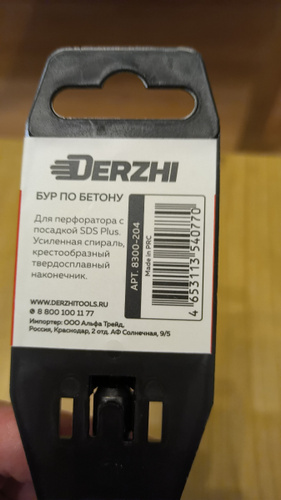 DERZHI
БУР ПО БЕТОНУ
Для перфоратора с
посадкой SDS Plus.
Усиленная спираль,
крестообразный
твердосплавный
наконечник.
WWW.DERZHITOOLS.RU
8 800 100 11 77
Импортер: ООО Альфа Трейд,
Россия, Краснодар, 2 отд. АФ Солнечная, 9/5
АРТ. 8300-204
Made in PRC
4 653113 540770